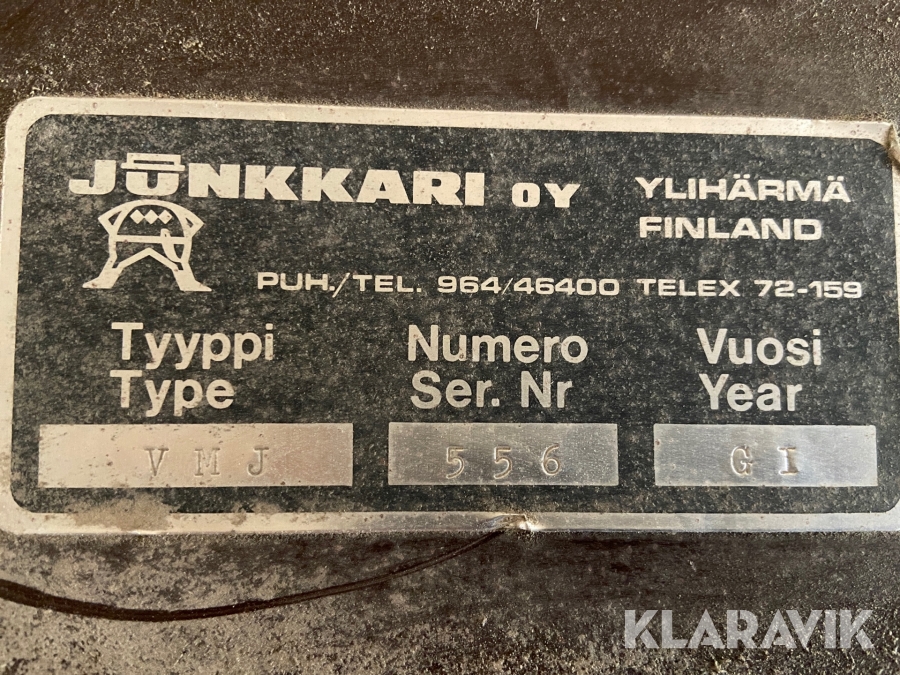 JUNKKARI OY
YLIHÄRMÄ
FINLAND
PUH./TEL. 964/46400 TELEX 72-159
Tyyppi
Type
Numero
Ser. Nr
Vuosi
Year
VMJ
556
GI
KLARAVIK